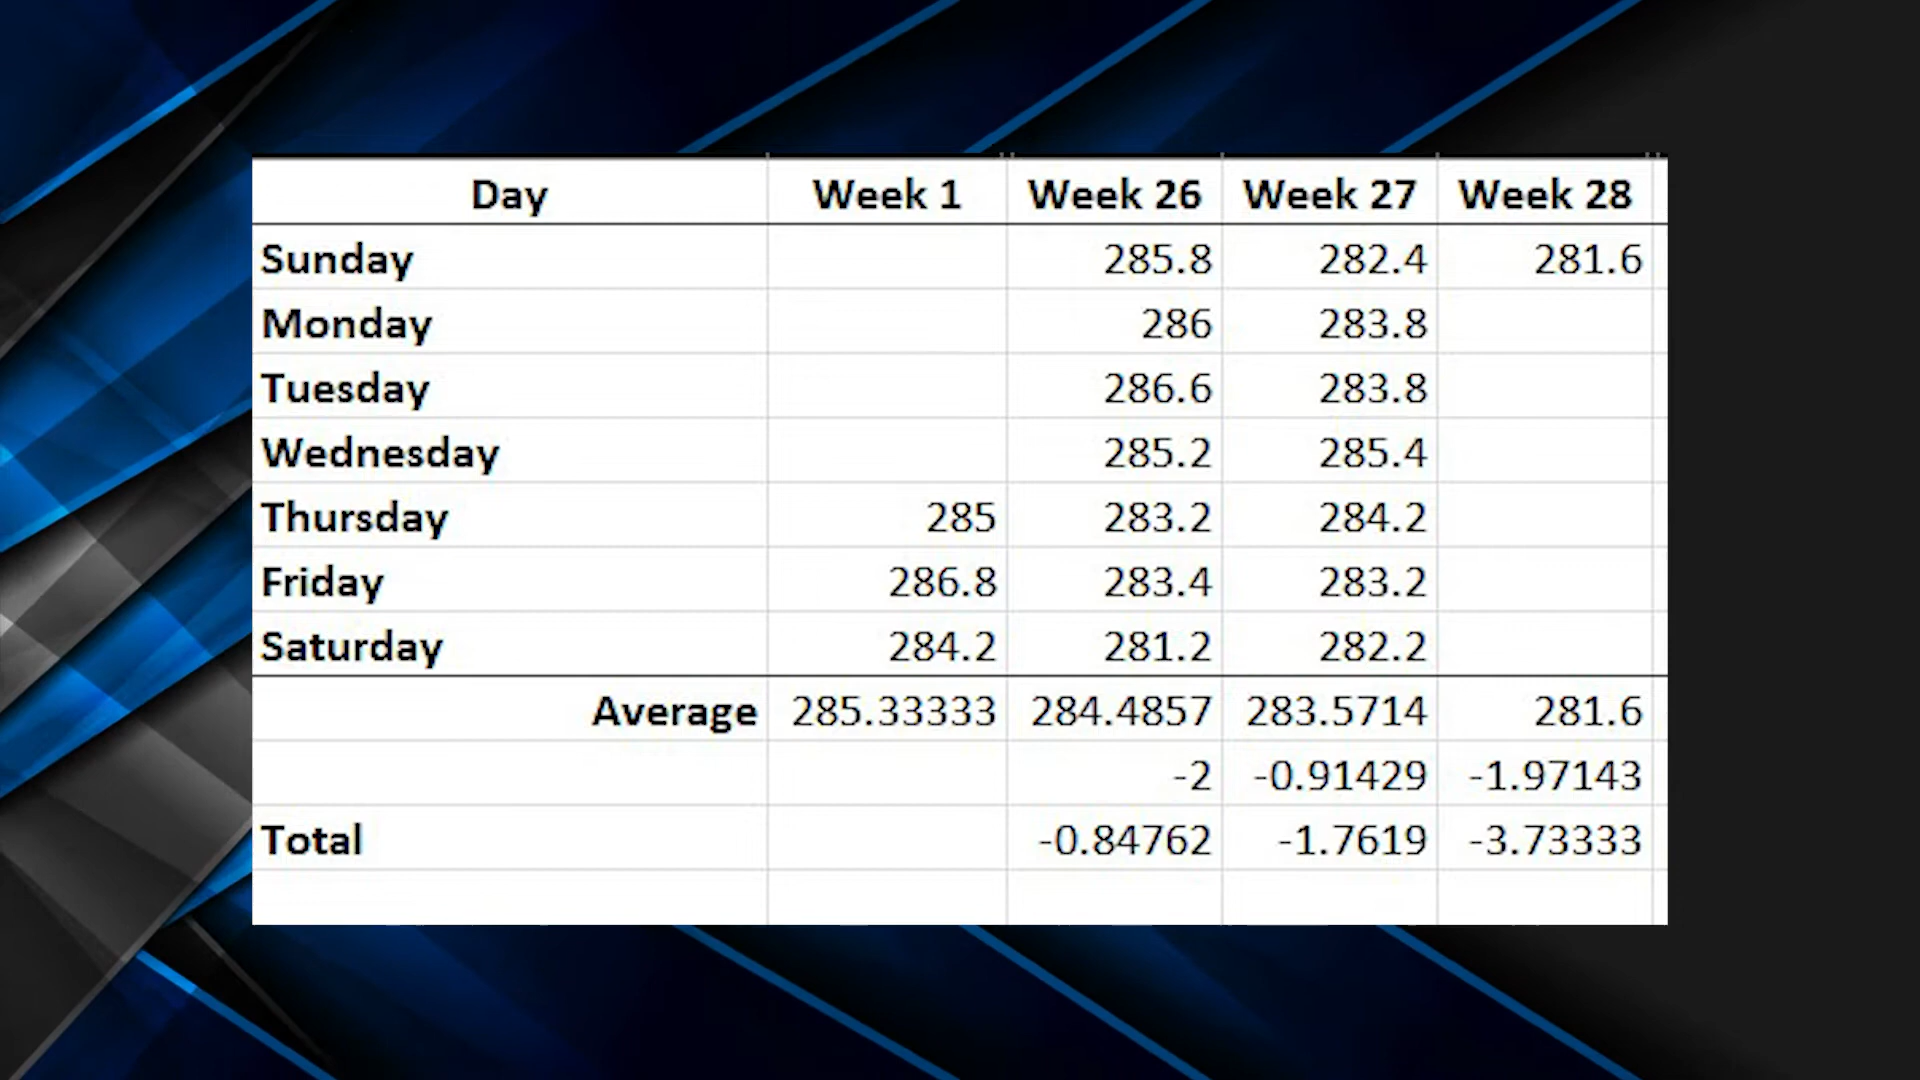 Day Week 1 Week 26 Week 27 Week 28
Sunday 285.8 282.4 281.6
Monday 286 283.8
Tuesday 286.6 283.8
Wednesday 285.2 285.4
Thursday 285 283.2 284.2
Friday 286.8 283.4 283.2
Saturday 284.2 281.2 282.2
Average 285.33333 284.4857 283.5714 281.6
-2 -0.91429 -1.97143
Total -0.84762 -1.7619 -3.73333